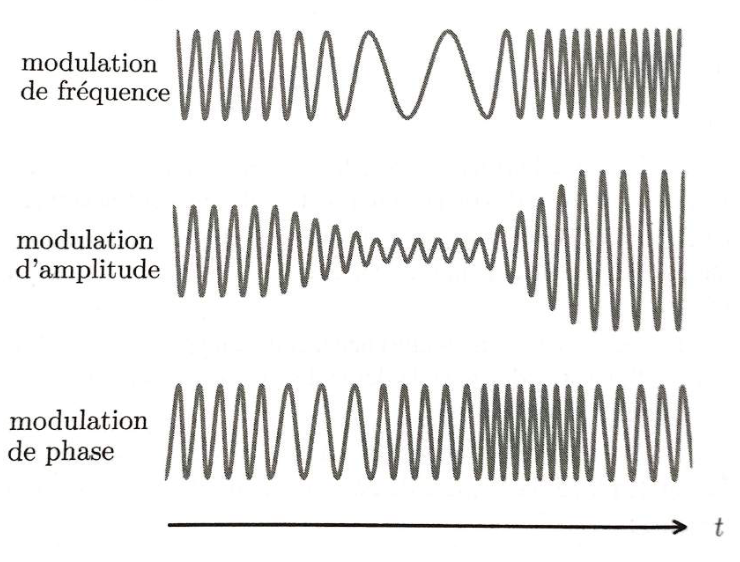 modulation
de fréquence
modulation
d'amplitude
modulation
de phase
t